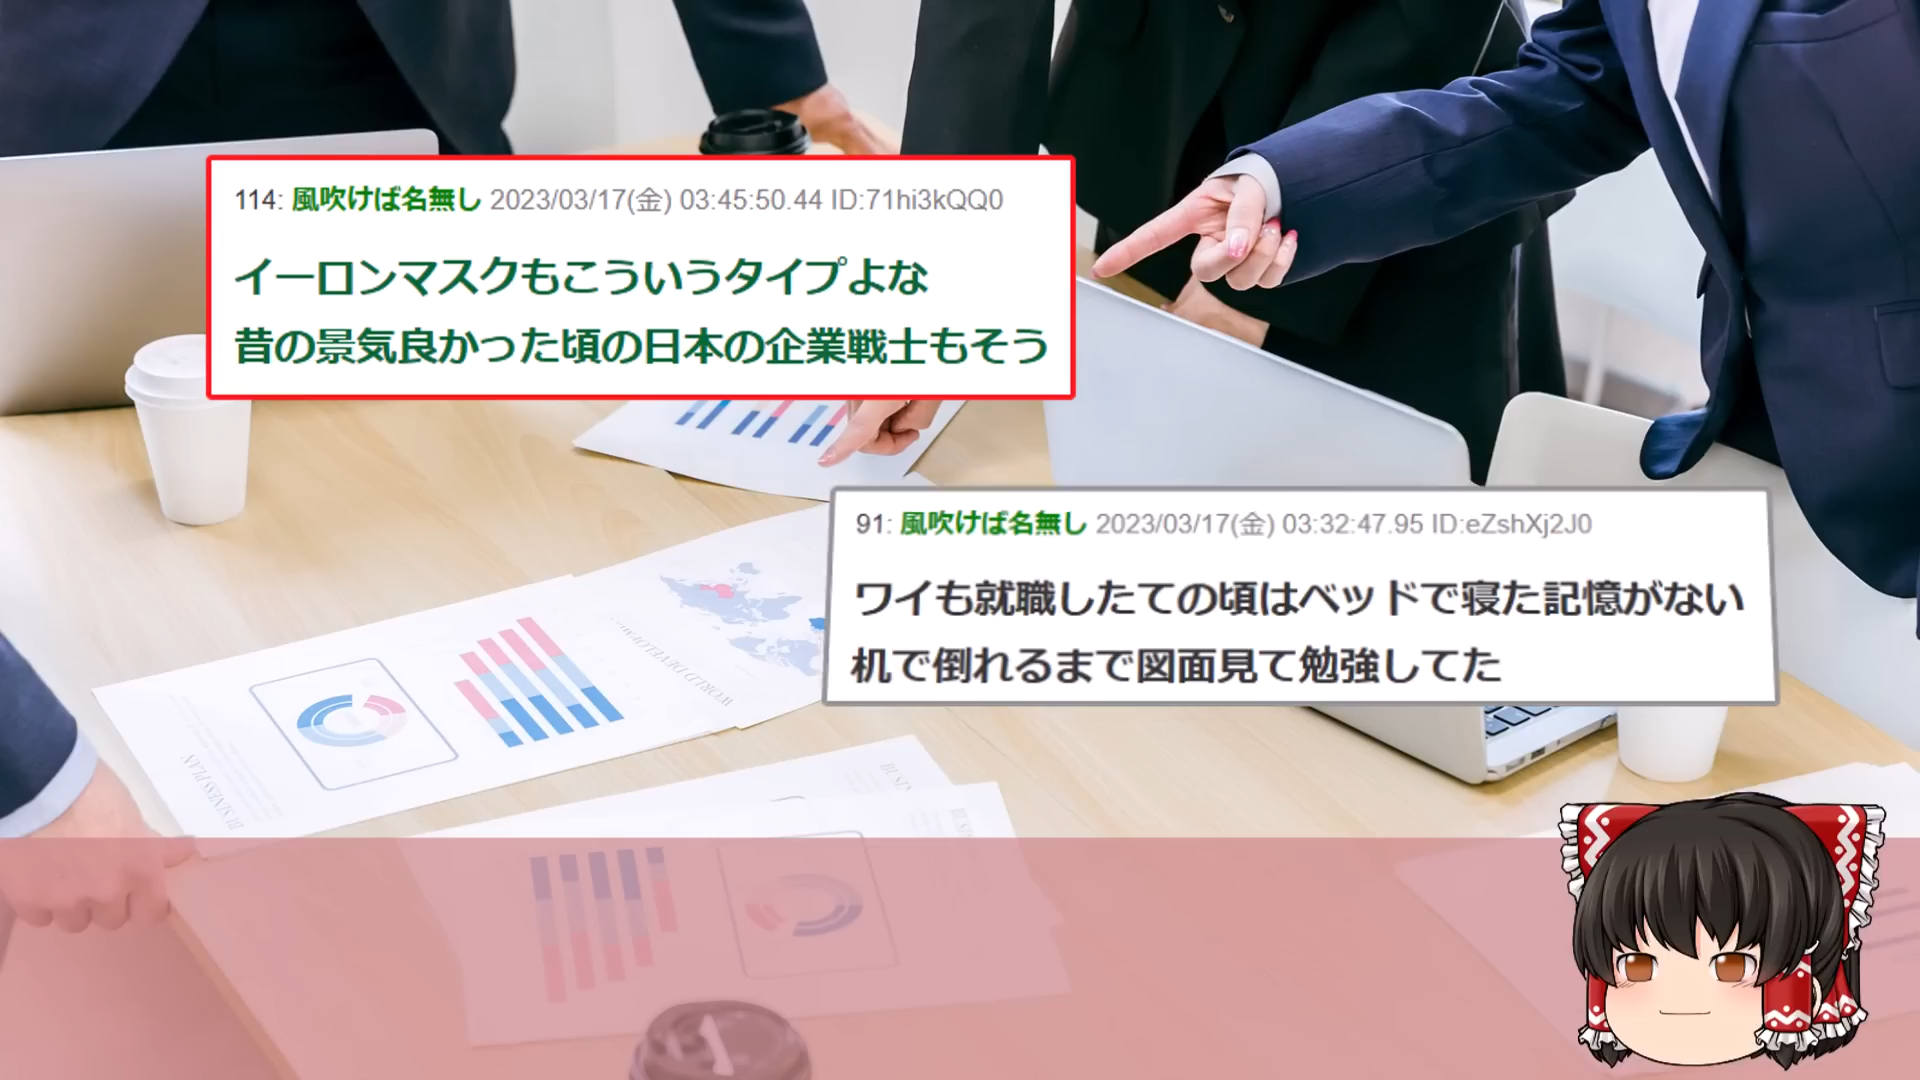 114: 風吹けば名無し 2023/03/17(金) 03:45:50.44 ID:71hi3kQQ0
イーロンマスクもこういうタイプよな
昔の景気良かった頃の日本の企業戦士もそう
91: 風吹けば名無し 2023/03/17(金) 03:32:47.95 ID:eZshXj2J0
ワイも就職したての頃はベッドで寝た記憶がない
机で倒れるまで図面見て勉強してた
WORLD DEVELOPMENT
BUSINESS PLAN